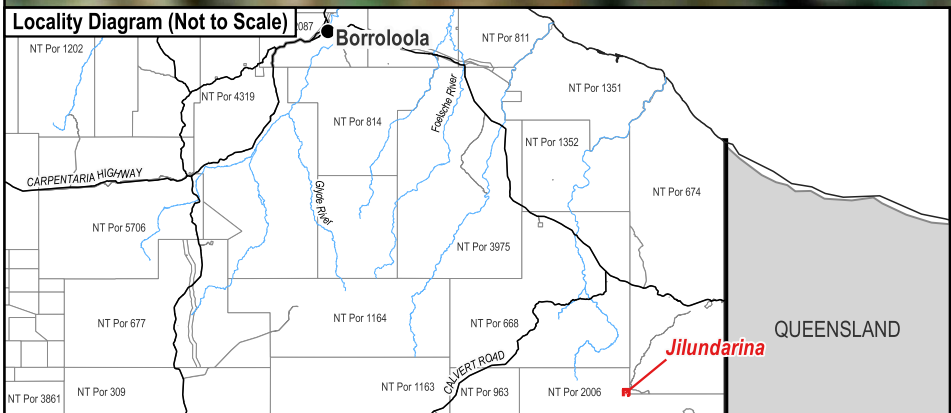 Locality Diagram (Not to Scale)
2087
Borroloola
NT Por 811
NT Por 1202
NT Por 4319
NT Por 1351
Foelsche River
NT Por 814
NT Por 1352
CARPENTARIA HIGHWAY
NT Por 674
Glyde River
NT Por 5706
NT Por 3975
NT Por 677
NT Por 1164
NT Por 668
QUEENSLAND
Jilundarina
CALVERT ROAD
NT Por 3861
NT Por 309
NT Por 1163
NT Por 963
NT Por 2006